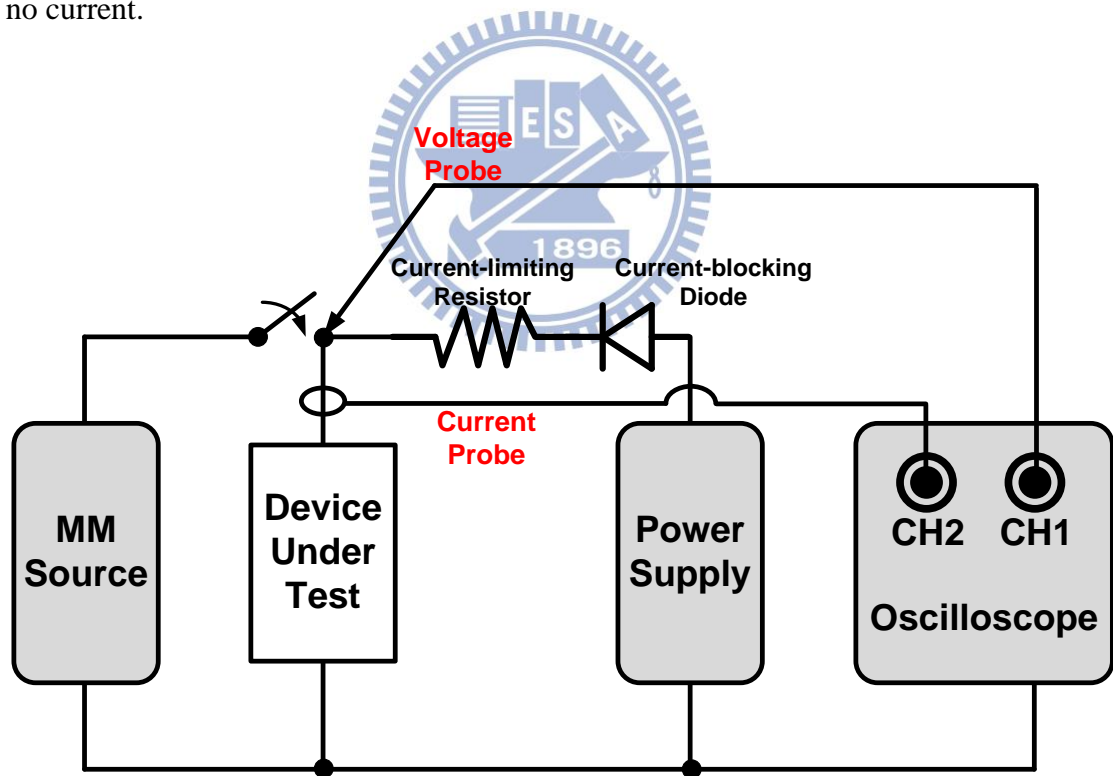 no current.
E S A
Voltage
Probe
1896
Current-limiting
Resistor
Current-blocking
Diode
Current
Probe
MM
Source
Device
Under
Test
Power
Supply
CH2 CH1
Oscilloscope